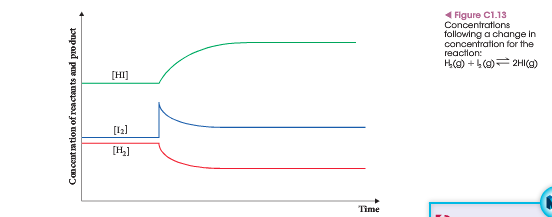 Concentration of reactants and product
[HI]
[I₂]
[H₂]
Time
◀ Figure C1.13
Concentrations
following a change in
concentration for the
reaction:
H₂(g) + I₂(g) ⇌ 2HI(g)